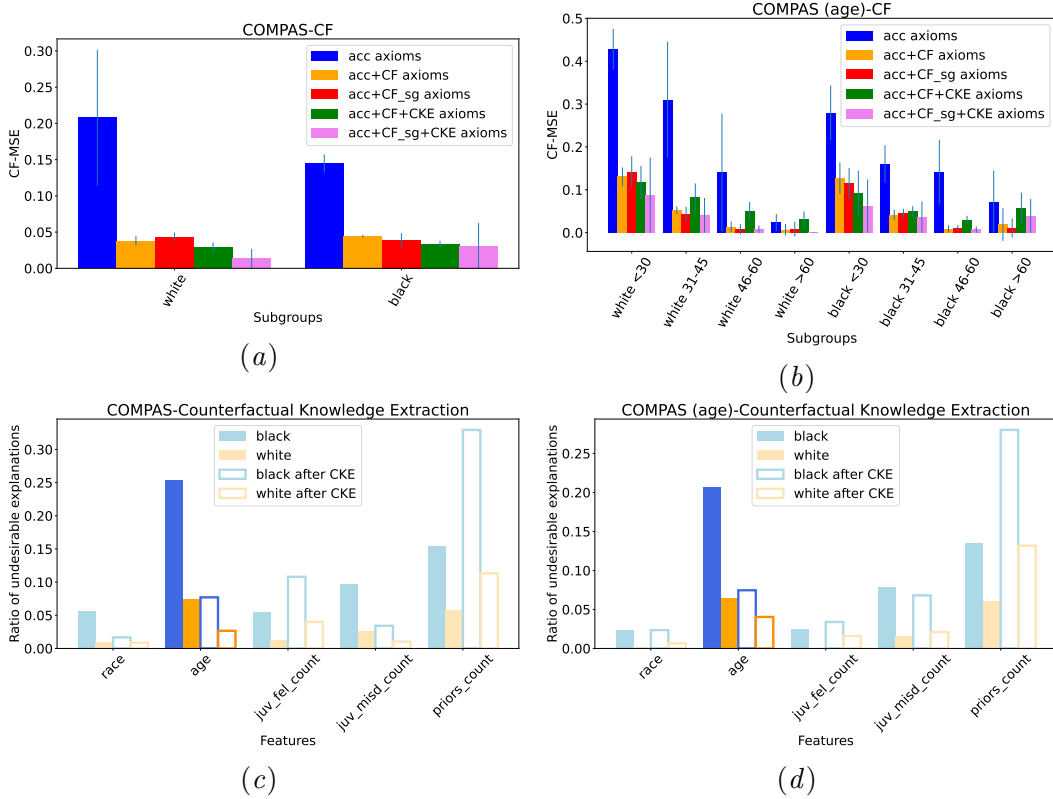 COMPAS-CF
CF-MSE
0.30
0.25
0.20
0.15
0.10
0.05
0.00
acc axioms
acc+CF axioms
acc+CF_sg axioms
acc+CF+CKE axioms
acc+CF_sg+CKE axioms
white
black
Subgroups
(a)
COMPAS (age)-CF
CF-MSE
0.5
0.4
0.3
0.2
0.1
0.0
acc axioms
acc+CF axioms
acc+CF_sg axioms
acc+CF+CKE axioms
acc+CF_sg+CKE axioms
white <30
white 31-45
white 46-60
white >60
black <30
black 31-45
black 46-60
black >60
Subgroups
(b)
COMPAS-Counterfactual Knowledge Extraction
Ratio of undesirable explanations
0.30
0.25
0.20
0.15
0.10
0.05
0.00
black
white
black after CKE
white after CKE
race
age
juv_fel_count
juv_misd_count
priors_count
Features
(c)
COMPAS (age)-Counterfactual Knowledge Extraction
Ratio of undesirable explanations
0.25
0.20
0.15
0.10
0.05
0.00
black
white
black after CKE
white after CKE
race
age
juv_fel_count
juv_misd_count
priors_count
Features
(d)